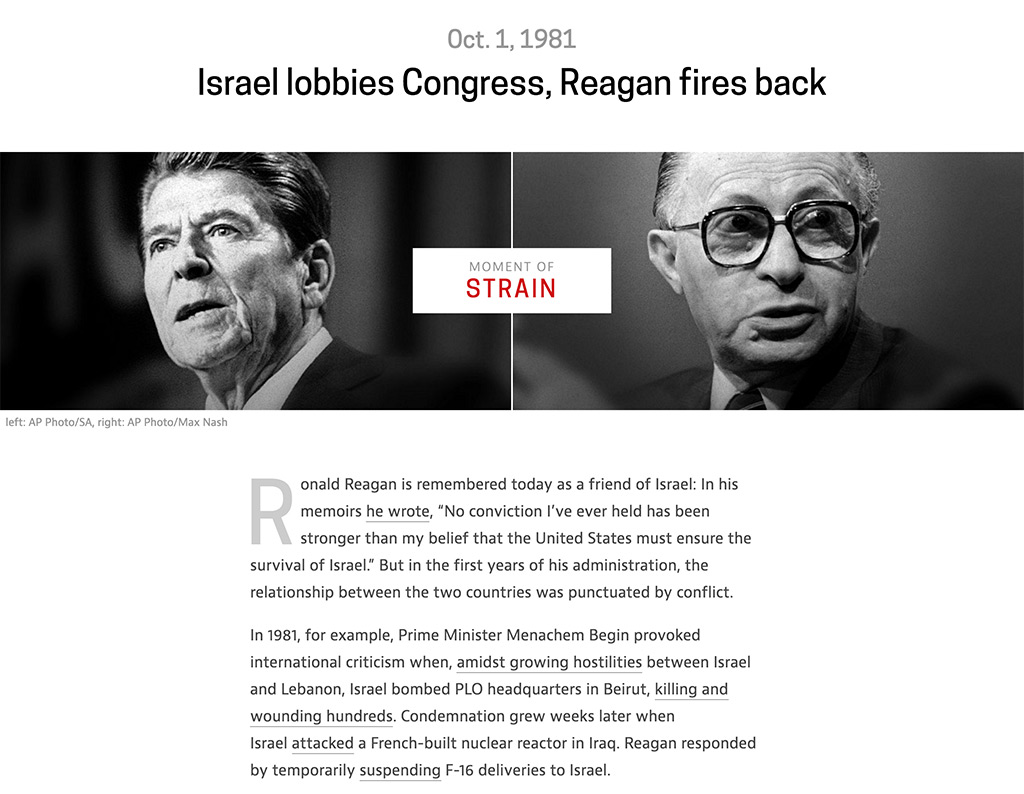 Oct. 1, 1981
Israel lobbies Congress, Reagan fires back
MOMENT OF
STRAIN
left: AP Photo/SA, right: AP Photo/Max Nash
Ronald Reagan is remembered today as a friend of Israel: In his
memoirs he wrote, “No conviction I’ve ever held has been
stronger than my belief that the United States must ensure the
survival of Israel.” But in the first years of his administration, the
relationship between the two countries was punctuated by conflict.
In 1981, for example, Prime Minister Menachem Begin provoked
international criticism when, amidst growing hostilities between Israel
and Lebanon, Israel bombed PLO headquarters in Beirut, killing and
wounding hundreds. Condemnation grew weeks later when
Israel attacked a French-built nuclear reactor in Iraq. Reagan responded
by temporarily suspending F-16 deliveries to Israel.